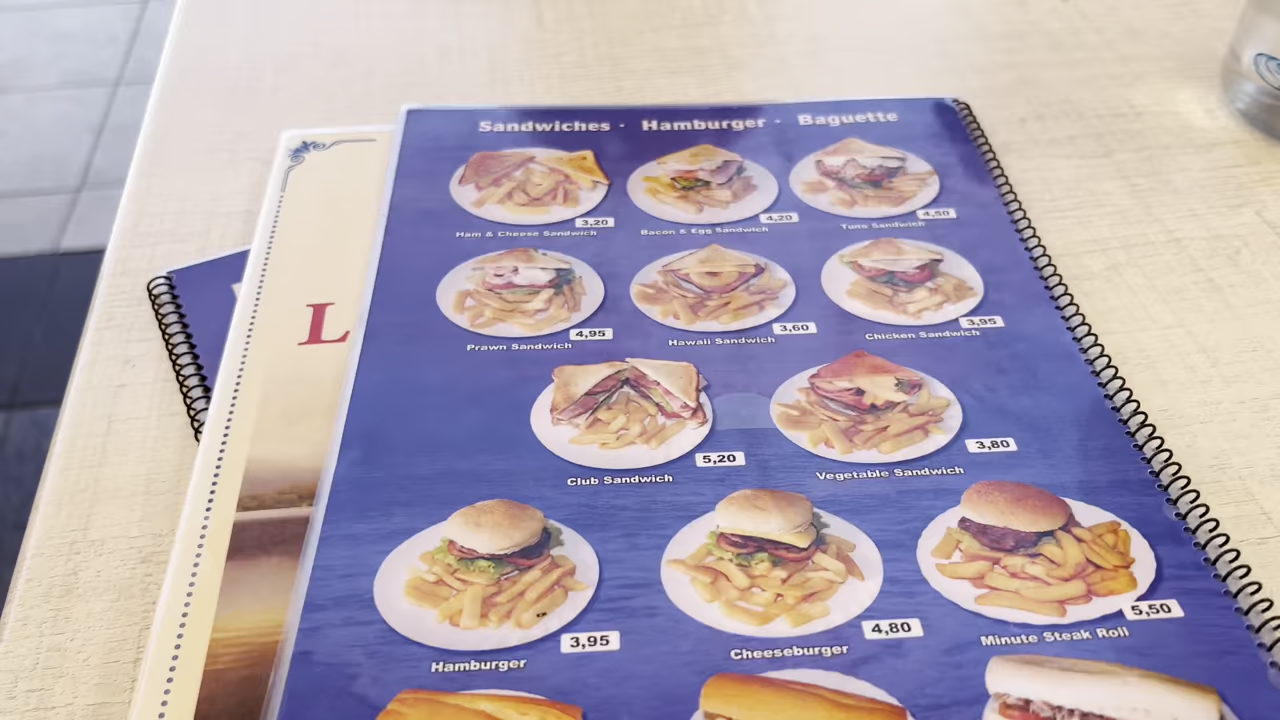 Sandwiches · Hamburger · Baguette
3,20
4,20
4,50
Ham & Cheese Sandwich
Bacon & Egg Sandwich
Tuna Sandwich
4,95
3,60
3,95
Prawn Sandwich
Hawaii Sandwich
Chicken Sandwich
5,20
3,80
Club Sandwich
Vegetable Sandwich
3,95
4,80
5,50
Hamburger
Cheeseburger
Minute Steak Roll
L